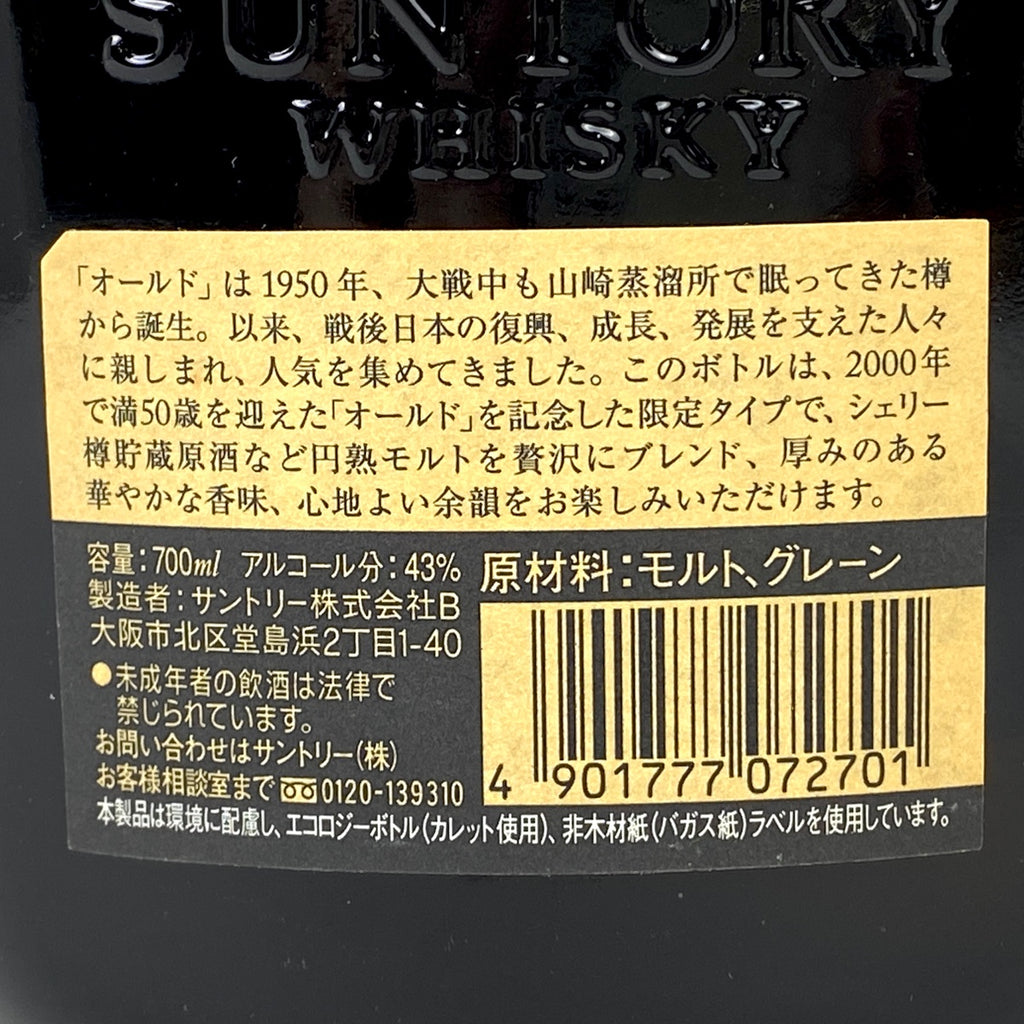 SUNTORY
WHISKY
「オールド」は1950年、大戦中も山崎蒸溜所で眠ってきた樽
から誕生。以来、戦後日本の復興、成長、発展を支えた人々
に親しまれ、人気を集めてきました。このボトルは、2000年
で満50歳を迎えた「オールド」を記念した限定タイプで、シェリー
樽貯蔵原酒など円熟モルトを贅沢にブレンド、厚みのある
華やかな香味、心地よい余韻をお楽しみいただけます。
容量:700ml アルコール分:43%
製造者:サントリー株式会社B
大阪市北区堂島浜2丁目1-40
●未成年者の飲酒は法律で
禁じられています。
お問い合わせはサントリー(株)
お客様相談室まで 0120-139310
原材料:モルト、グレーン
4 901777 072701
本製品は環境に配慮し、エコロジーボトル(カレット使用)、非木材紙(バガス紙)ラベルを使用しています。